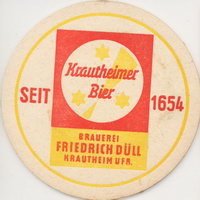 Krautheimer
Bier
SEIT 1654
BRAUEREI
FRIEDRICH DÜLL
KRAUTHEIM UFR.